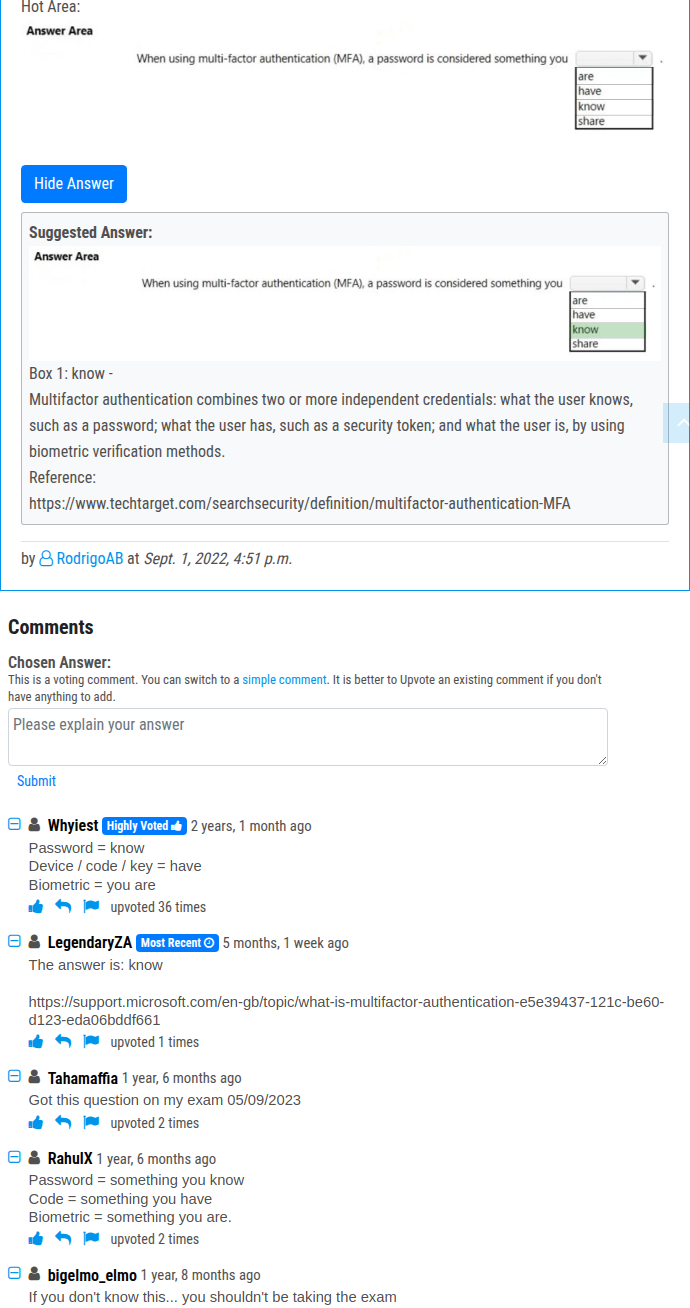 Hot Area:
Answer Area
When using multi-factor authentication (MFA), a password is considered something you .
are
have
know
share
Hide Answer
Suggested Answer:
Answer Area
When using multi-factor authentication (MFA), a password is considered something you .
are
have
know
share
Box 1: know -
Multifactor authentication combines two or more independent credentials: what the user knows,
such as a password; what the user has, such as a security token; and what the user is, by using
biometric verification methods.
Reference:
https://www.techtarget.com/searchsecurity/definition/multifactor-authentication-MFA
by RodrigoAB at Sept. 1, 2022, 4:51 p.m.
Comments
Chosen Answer:
This is a voting comment. You can switch to a simple comment. It is better to Upvote an existing comment if you don't
have anything to add.
Please explain your answer
Submit
Whyiest Highly Voted 2 years, 1 month ago
Password = know
Device / code / key = have
Biometric = you are
upvoted 36 times
LegendaryZA Most Recent 5 months, 1 week ago
The answer is: know
https://support.microsoft.com/en-gb/topic/what-is-multifactor-authentication-e5e39437-121c-be60-
d123-eda06bddf661
upvoted 1 times
Tahamaffia 1 year, 6 months ago
Got this question on my exam 05/09/2023
upvoted 2 times
RahulX 1 year, 6 months ago
Password = something you know
Code = something you have
Biometric = something you are.
upvoted 2 times
bigelmo_elmo 1 year, 8 months ago
If you don't know this... you shouldn't be taking the exam